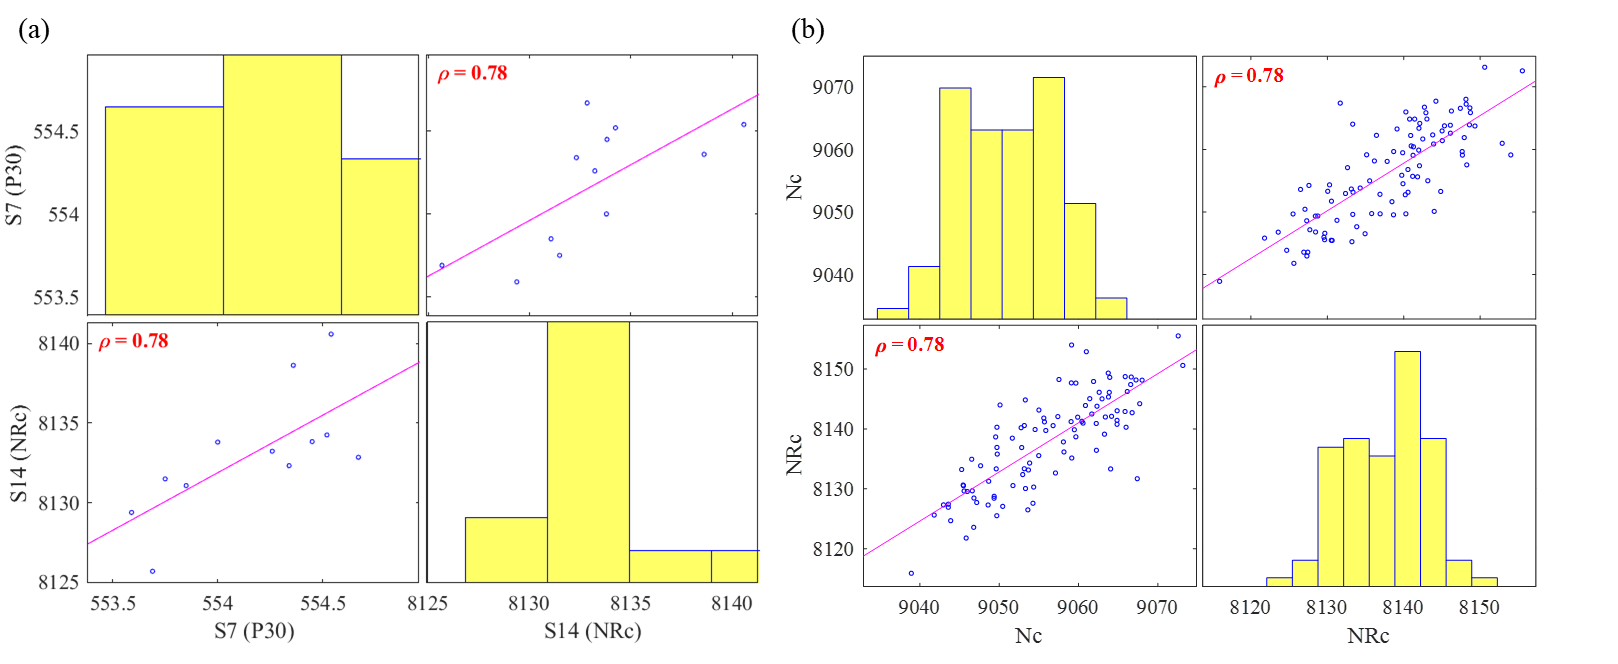 (a)
(b)
ρ = 0.78
554.5
554
553.5
S7 (P30)
ρ = 0.78
8140
8135
8130
8125
S14 (NRc)
553.5 554 554.5 8125 8130 8135 8140
S7 (P30) S14 (NRc)
ρ = 0.78
9070
9060
9050
9040
Nc
ρ = 0.78
8150
8140
8130
8120
NRc
9040 9050 9060 9070 8120 8130 8140 8150
Nc NRc